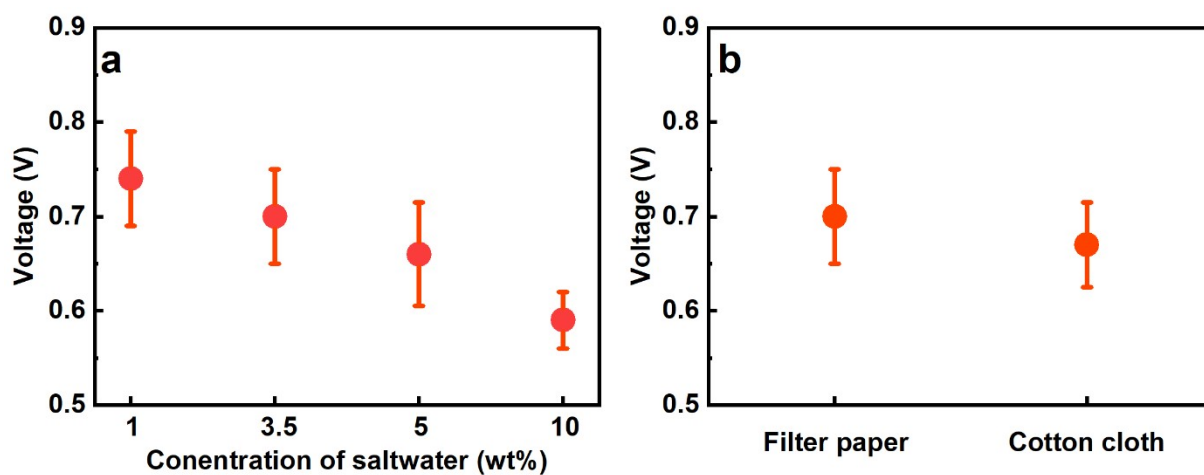 a
0.9
0.8
0.7
0.6
0.5
Voltage (V)
1 3.5 5 10
Conentration of saltwater (wt%)
b
0.9
0.8
0.7
0.6
0.5
Voltage (V)
Filter paper Cotton cloth